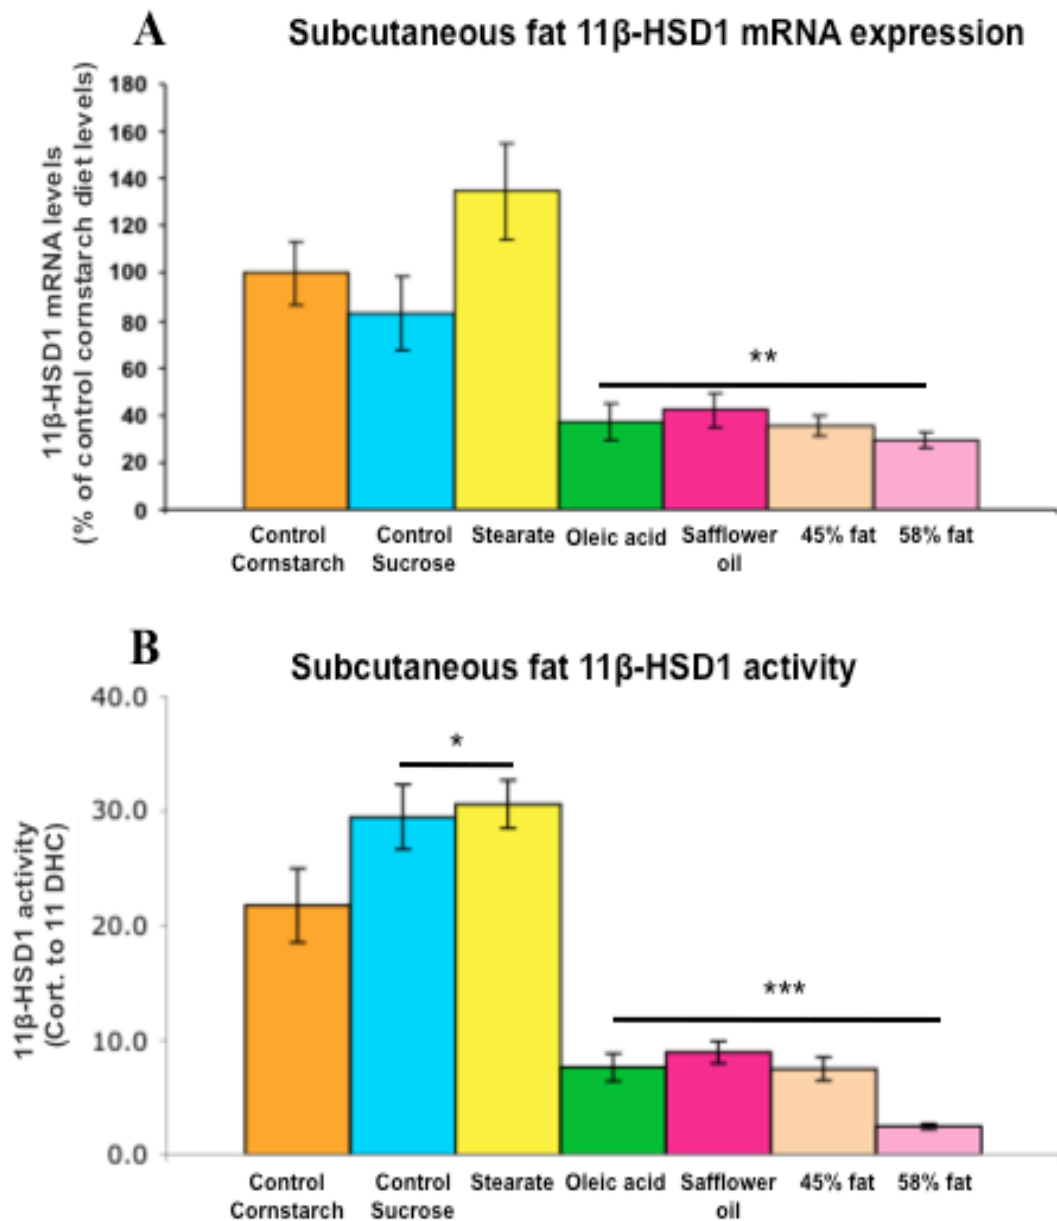 A
Subcutaneous fat 11β-HSD1 mRNA expression
11β-HSD1 mRNA levels
(% of control cornstarch diet levels)
180
160
140
120
100
80
60
40
20
0
**
Control
Cornstarch
Control
Sucrose
Stearate
Oleic acid
Safflower
oil
45% fat
58% fat
B
Subcutaneous fat 11β-HSD1 activity
11β-HSD1 activity
(Cort. to 11 DHC)
40.0
30.0
20.0
10.0
0.0
*
***
Control
Cornstarch
Control
Sucrose
Stearate
Oleic acid
Safflower
oil
45% fat
58% fat